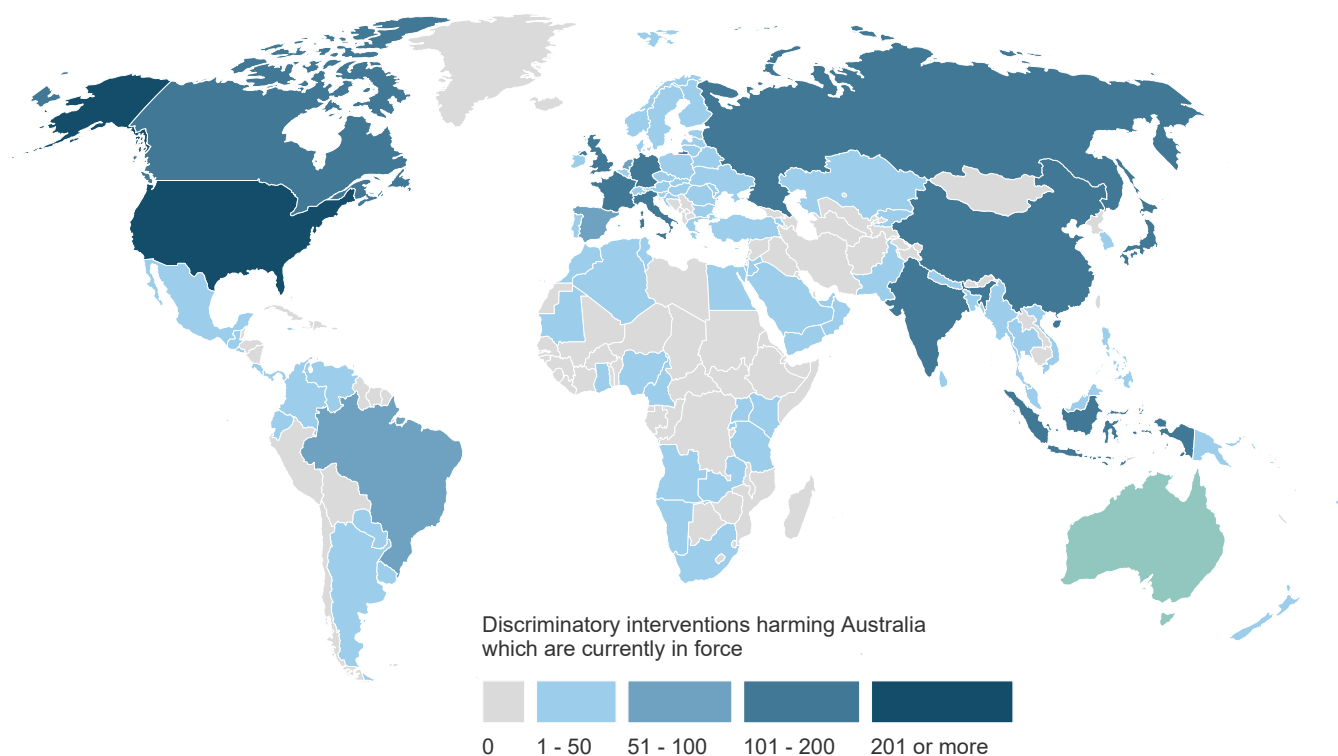 Discriminatory interventions harming Australia
which are currently in force
0 1 - 50 51 - 100 101 - 200 201 or more